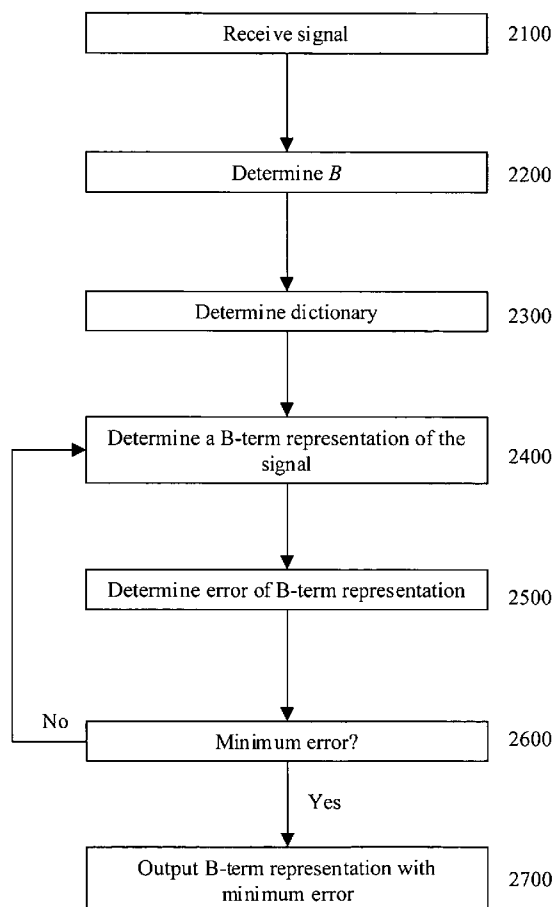 Receive signal 2100
Determine B 2200
Determine dictionary 2300
Determine a B-term representation of the
signal 2400
Determine error of B-term representation 2500
No
Minimum error? 2600
Yes
Output B-term representation with
minimum error 2700